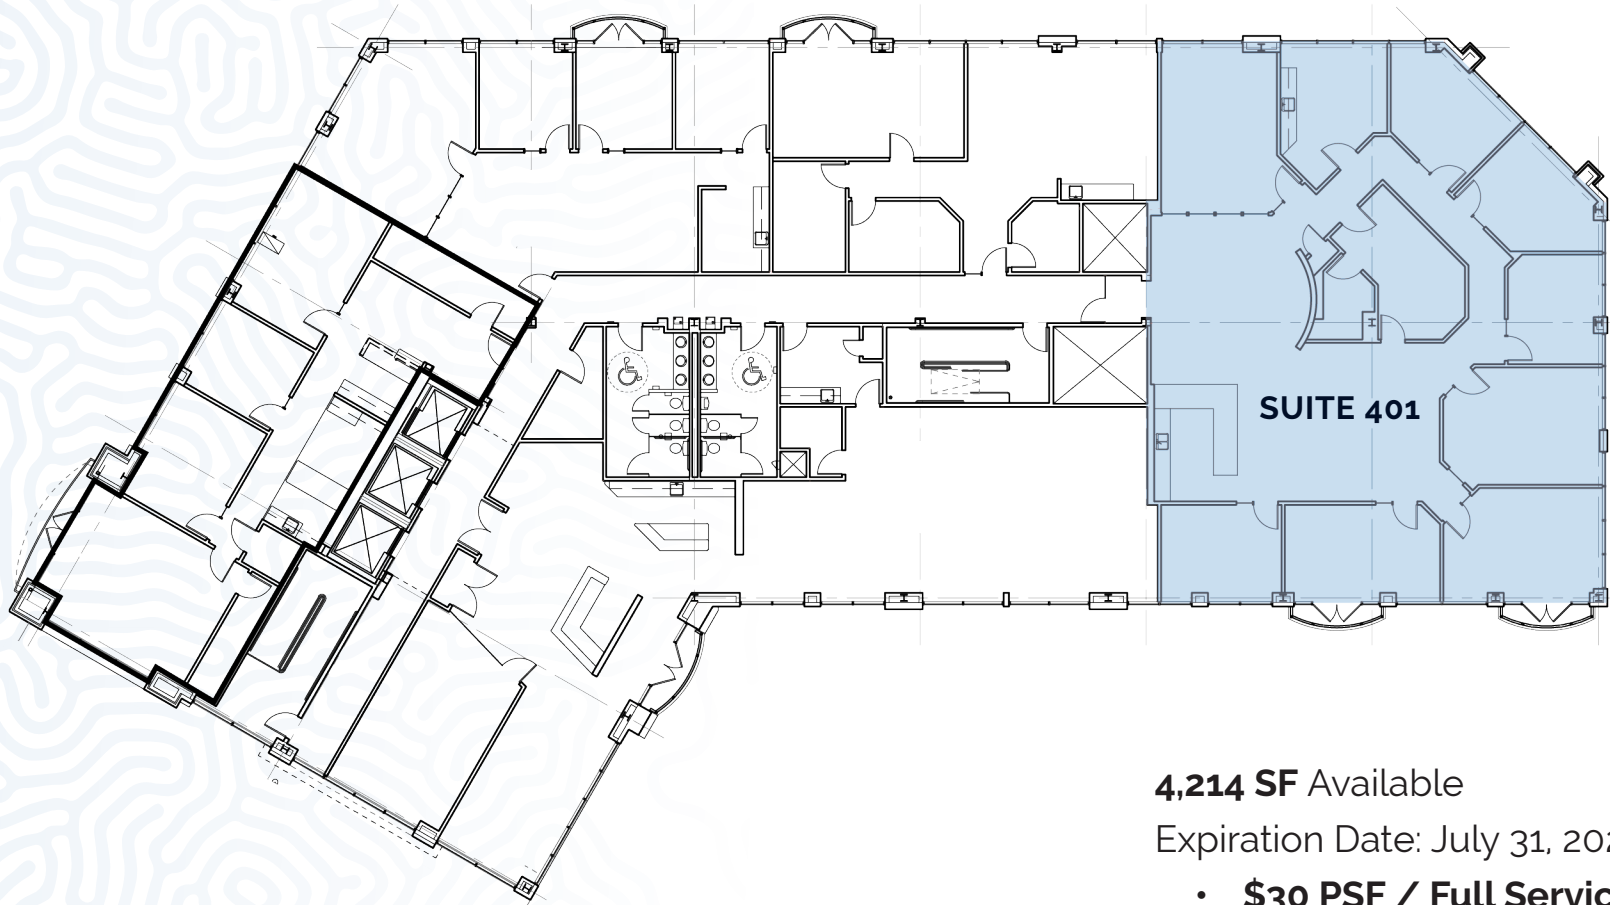 SUITE 401
4,214 SF Available
Expiration Date: July 31,
• $30 PSF / Full